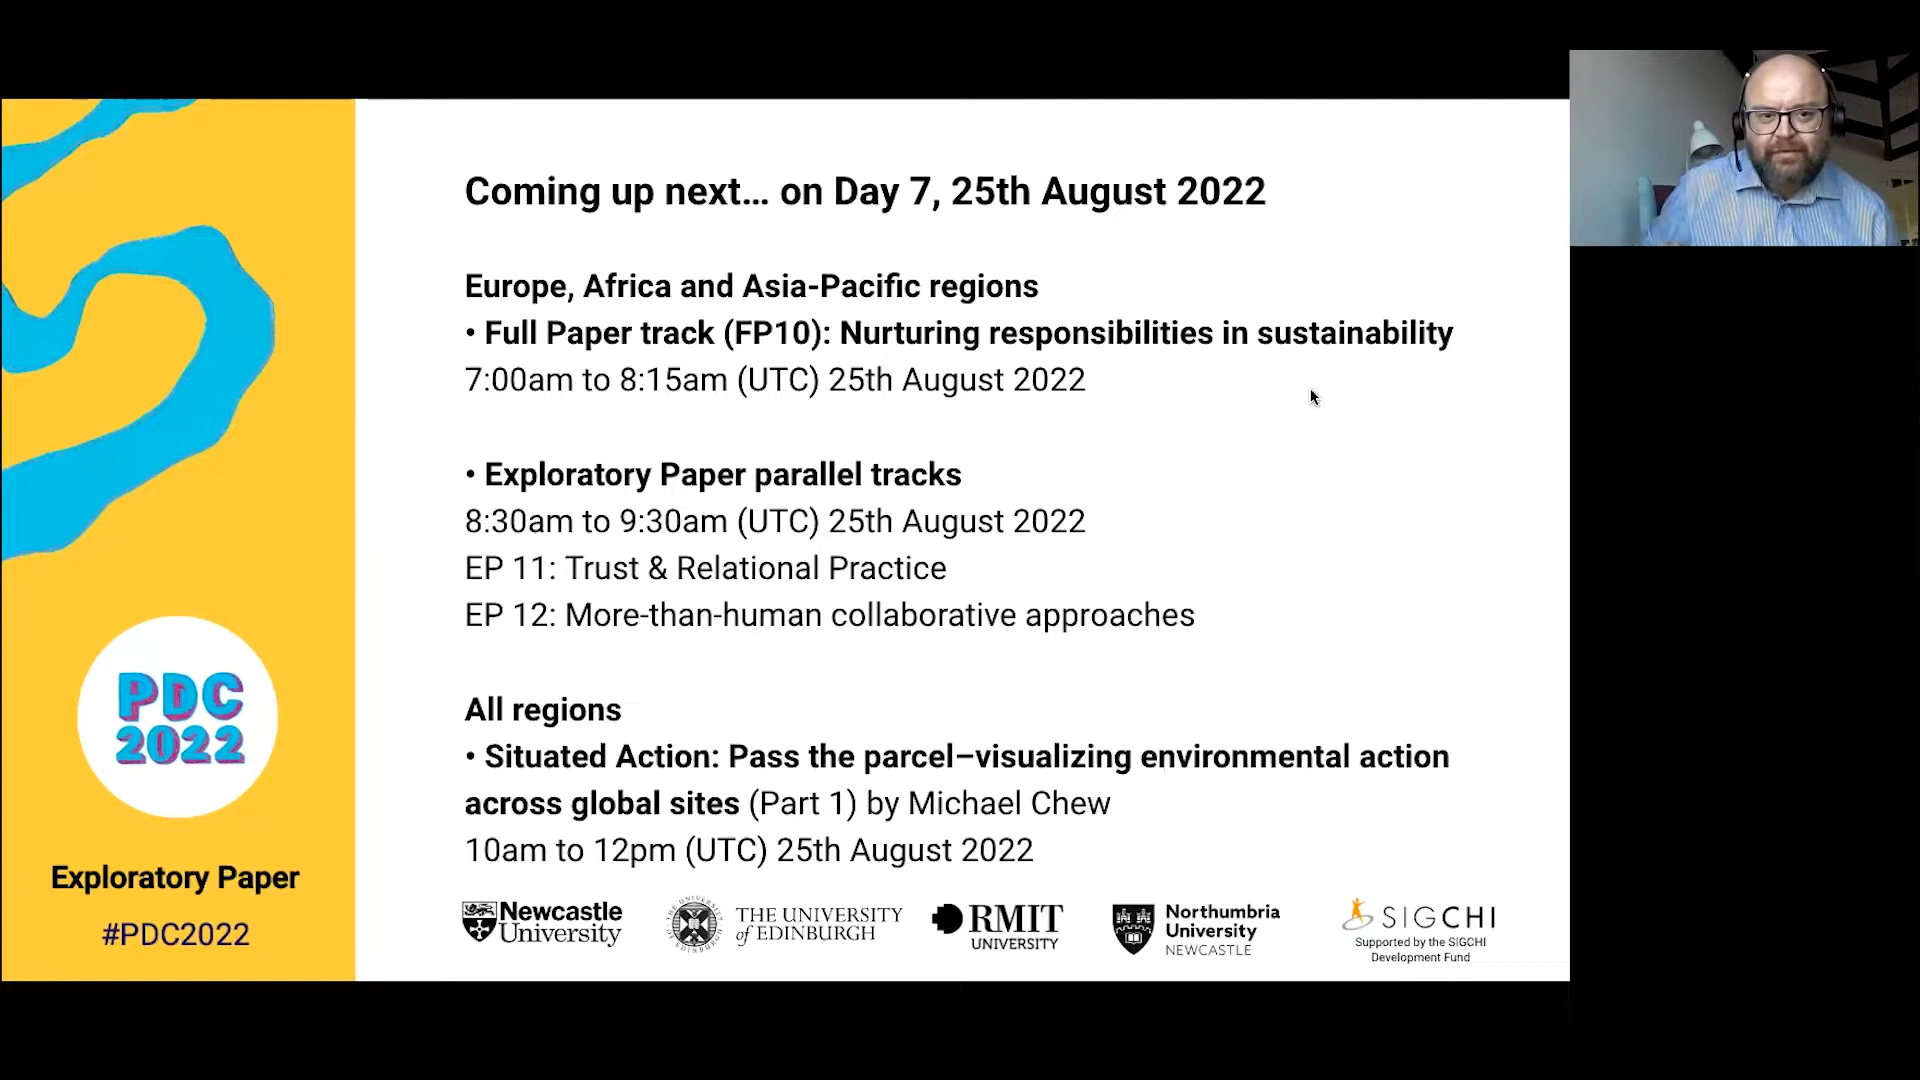 Coming up next... on Day 7, 25th August 2022
Europe, Africa and Asia-Pacific regions
• Full Paper track (FP10): Nurturing responsibilities in sustainability
7:00am to 8:15am (UTC) 25th August 2022
• Exploratory Paper parallel tracks
8:30am to 9:30am (UTC) 25th August 2022
EP 11: Trust & Relational Practice
EP 12: More-than-human collaborative approaches
All regions
• Situated Action: Pass the parcel–visualizing environmental action
across global sites (Part 1) by Michael Chew
10am to 12pm (UTC) 25th August 2022
PDC
2022
Exploratory Paper
#PDC2022
Newcastle
University
THE UNIVERSITY
of EDINBURGH
RMIT
UNIVERSITY
Northumbria
University
NEWCASTLE
SIGCHI
Supported by the SIGCHI
Development Fund